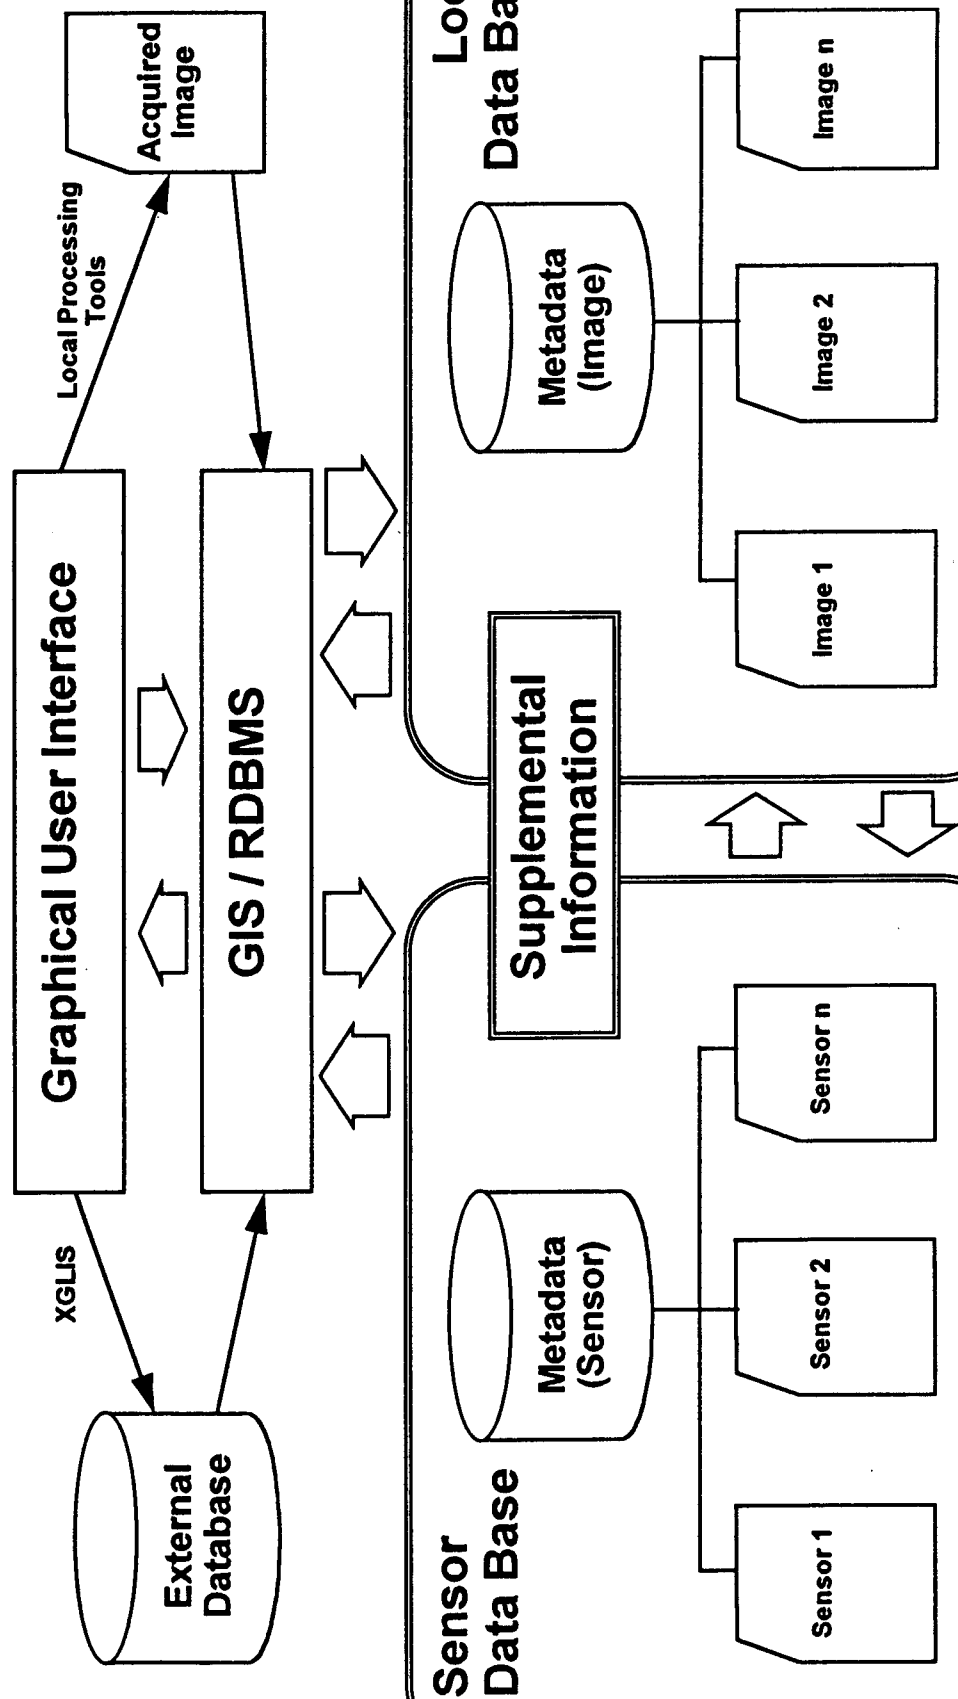 Graphical User Interface
XGLIS
Local Processing
Tools
External
Database
GIS / RDBMS
Acquired
Image
Sensor
Data Base
Metadata
(Sensor)
Sensor 1
Sensor 2
Sensor n
Supplemental
Information
Loc
Data Ba
Metadata
(Image)
Image 1
Image 2
Image n